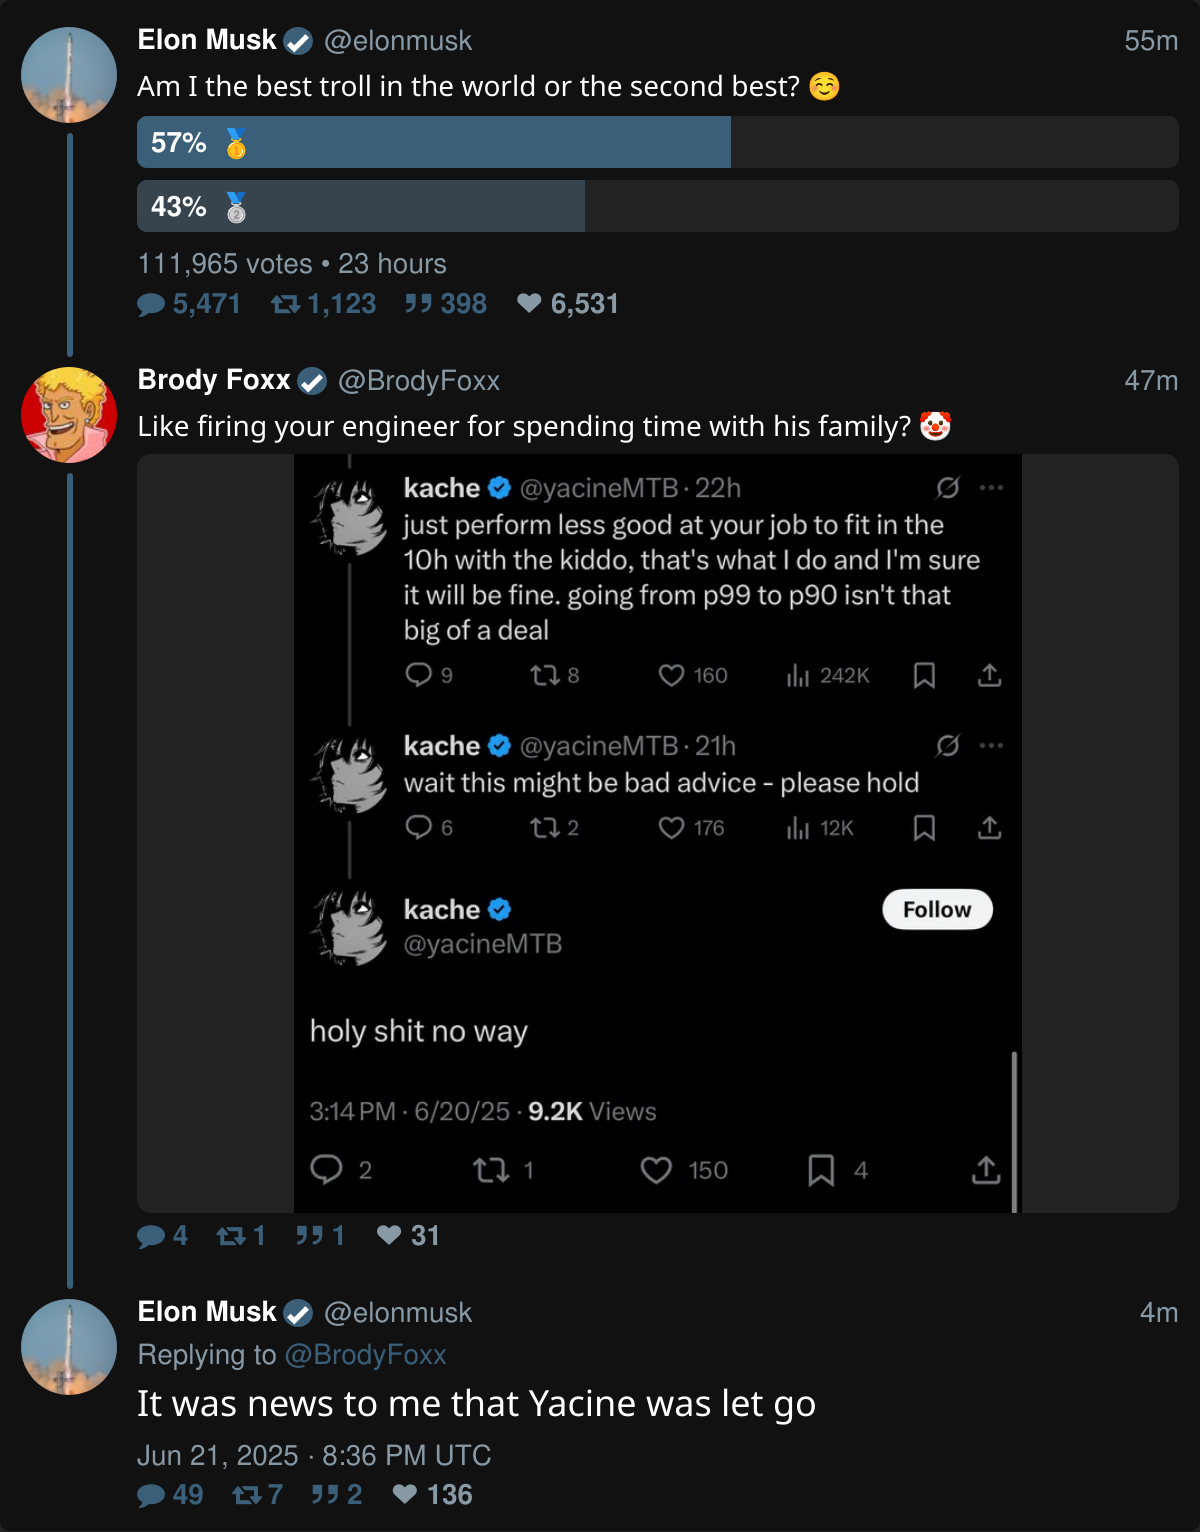 Elon Musk @elonmusk 55m
Am I the best troll in the world or the second best? ☺️
57% 🥇
43% 🥈
111,965 votes • 23 hours
5,471 1,123 398 6,531
Brody Foxx @BrodyFoxx 47m
Like firing your engineer for spending time with his family? 🤡
kache @yacineMTB · 22h
just perform less good at your job to fit in the
10h with the kiddo, that's what I do and I'm sure
it will be fine. going from p99 to p90 isn't that
big of a deal
9 8 160 242K
kache @yacineMTB · 21h
wait this might be bad advice - please hold
6 2 176 12K
kache
Follow
@yacineMTB
holy shit no way
3:14 PM · 6/20/25 · 9.2K Views
2 1 150 4
4 1 1 31
Elon Musk @elonmusk 4m
Replying to @BrodyFoxx
It was news to me that Yacine was let go
Jun 21, 2025 · 8:36 PM UTC
49 7 2 136